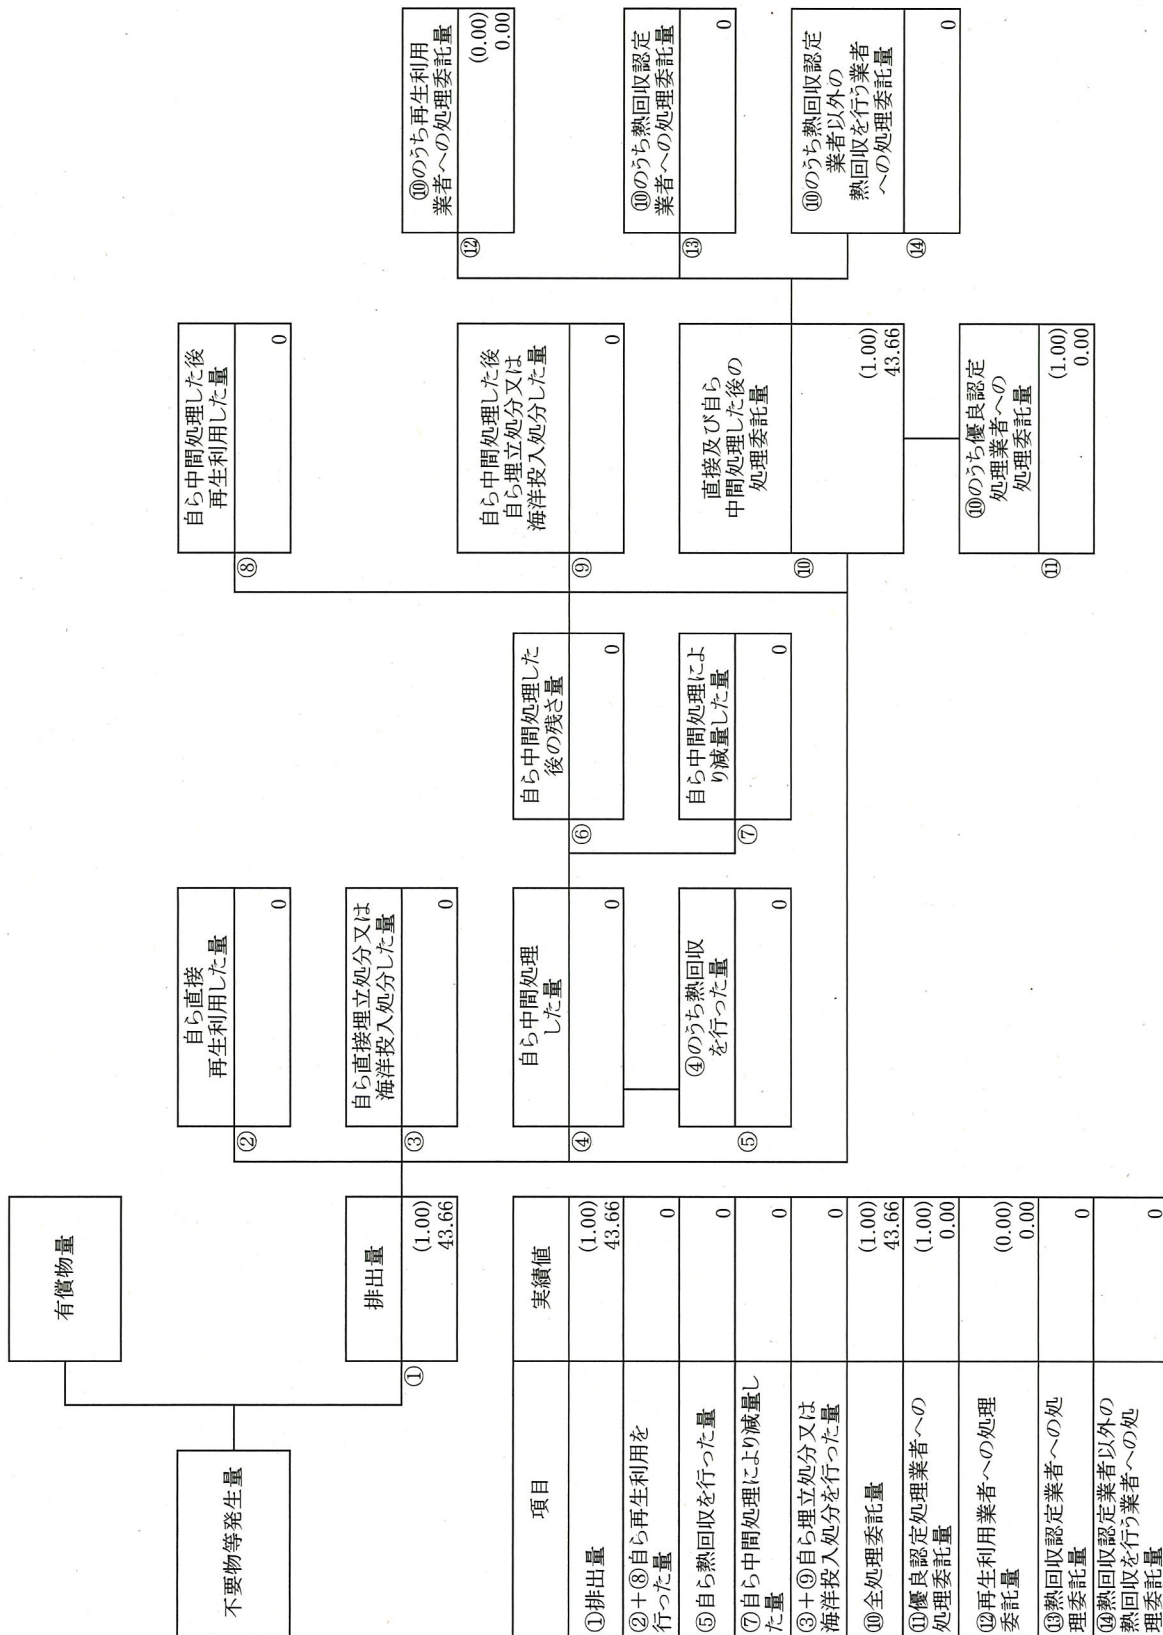 不要物等発生量
有償物量
①
排出量
(1.00)
43.66
②
自ら直接
再生利用した量
0
③
自ら直接埋立処分又は
海洋投入処分した量
0
④
自ら中間処理
した量
0
⑤
④のうち熱回収
を行った量
0
⑥
自ら中間処理した
後の残さ量
0
⑦
自ら中間処理によ
り減量した量
0
⑧
自ら中間処理した後
再生利用した量
0
⑨
自ら中間処理した後
自ら埋立処分又は
海洋投入処分した量
0
⑩
直接及び自ら
中間処理した後の
処理委託量
(1.00)
43.66
⑪
⑩のうち優良認定
処理業者への
処理委託量
(1.00)
0.00
⑫
⑩のうち再生利用
業者への処理委託量
(0.00)
0.00
⑬
⑩のうち熱回収認定
業者への処理委託量
0
⑭
⑩のうち熱回収認定
業者以外の
熱回収を行う業者
への処理委託量
0
項目 実績値
①排出量 (1.00)
43.66
②+⑧自ら再生利用を
行った量 0
⑤自ら熱回収を行った量 0
⑦自ら中間処理により減量し
た量 0
③+⑨自ら埋立処分又は
海洋投入処分を行った量 0
⑩全処理委託量 (1.00)
43.66
⑪優良認定処理業者への
処理委託量 (1.00)
0.00
⑫再生利用業者への処理
委託量 (0.00)
0.00
⑬熱回収認定業者への処
理委託量 0
⑭熱回収認定業者以外の
熱回収を行う業者への処
理委託量 0